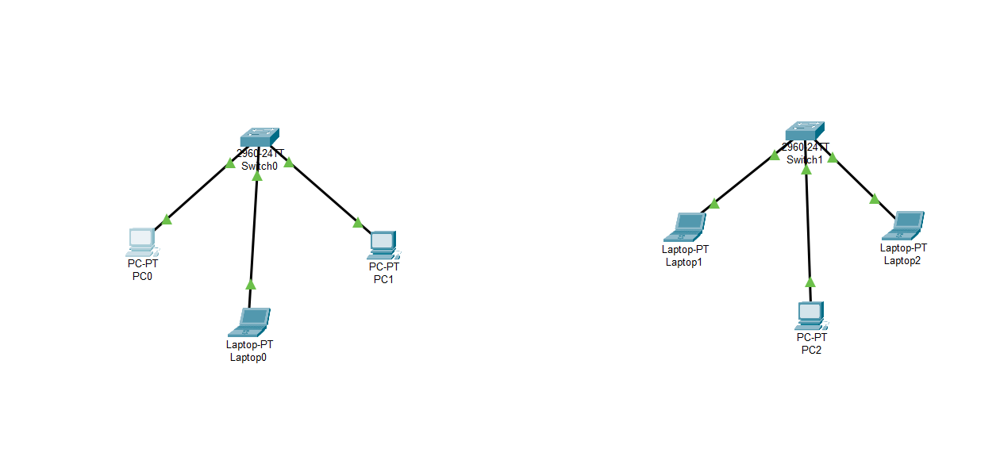 2960-24TT
Switch0
PC-PT
PC0
Laptop-PT
Laptop0
PC-PT
PC1
2960-24TT
Switch1
Laptop-PT
Laptop1
PC-PT
PC2
Laptop-PT
Laptop2